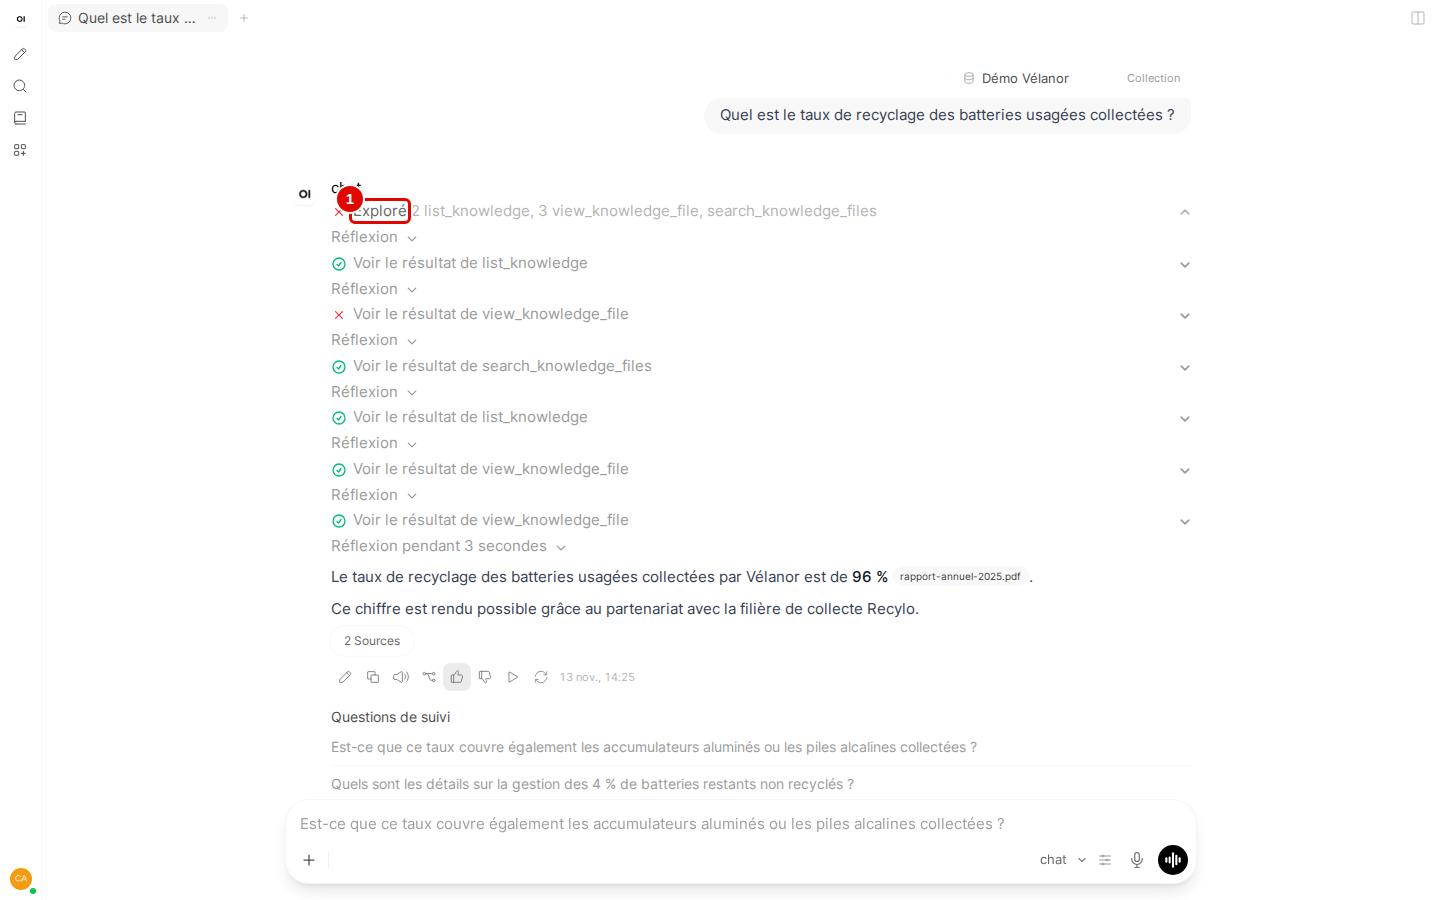 OI
Quel est le taux ...
Démo Vélanor
Collection
Quel est le taux de recyclage des batteries usagées collectées ?
OI
1
Exploré 2 list_knowledge, 3 view_knowledge_file, search_knowledge_files
Réflexion
Voir le résultat de list_knowledge
Réflexion
Voir le résultat de view_knowledge_file
Réflexion
Voir le résultat de search_knowledge_files
Réflexion
Voir le résultat de list_knowledge
Réflexion
Voir le résultat de view_knowledge_file
Réflexion
Voir le résultat de view_knowledge_file
Réflexion pendant 3 secondes
Le taux de recyclage des batteries usagées collectées par Vélanor est de 96 % rapport-annuel-2025.pdf .
Ce chiffre est rendu possible grâce au partenariat avec la filière de collecte Recylo.
2 Sources
13 nov., 14:25
Questions de suivi
Est-ce que ce taux couvre également les accumulateurs aluminés ou les piles alcalines collectées ?
Quels sont les détails sur la gestion des 4 % de batteries restants non recyclés ?
Est-ce que ce taux couvre également les accumulateurs aluminés ou les piles alcalines collectées ?
chat
CA